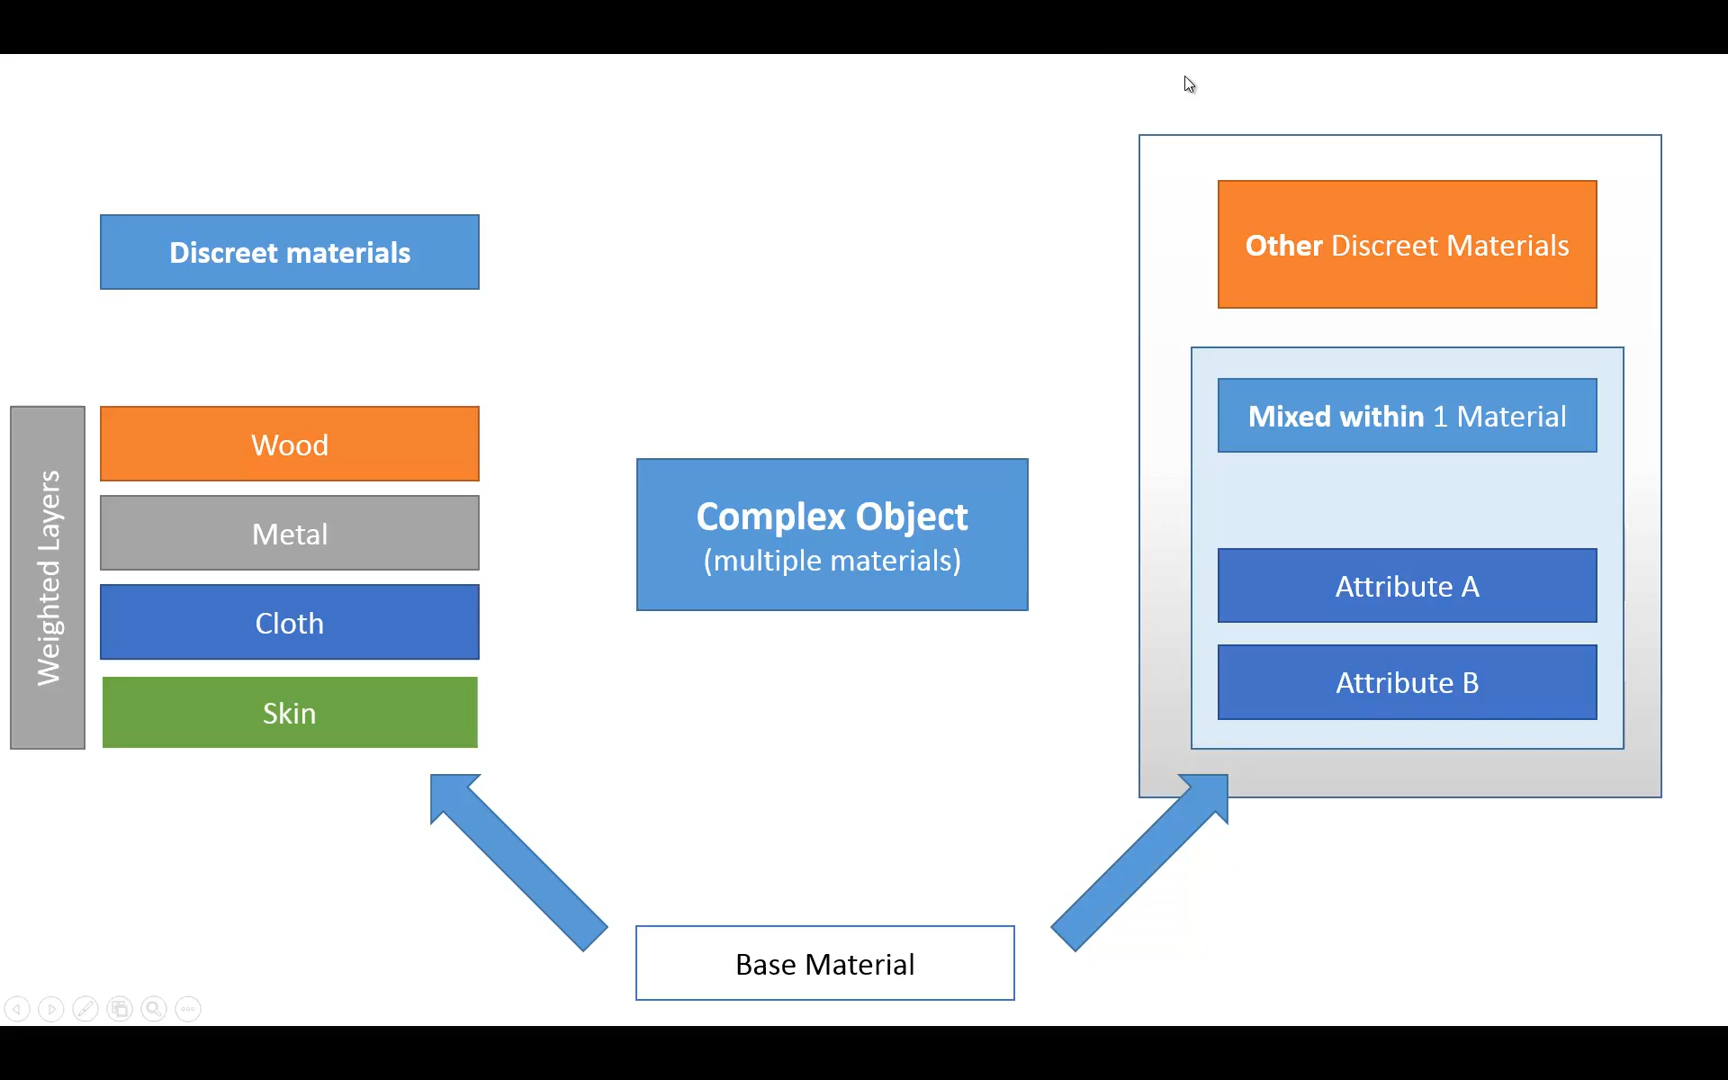 Discreet materials
Weighted Layers
Wood
Metal
Cloth
Skin
Complex Object
(multiple materials)
Other Discreet Materials
Mixed within 1 Material
Attribute A
Attribute B
Base Material